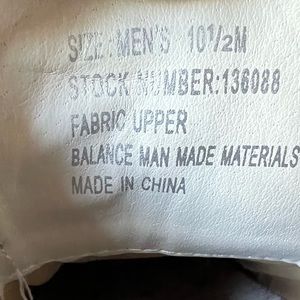 SIZE: MEN'S 10½M
STOCK NUMBER:136088
FABRIC UPPER
BALANCE MAN MADE MATERIALS
MADE IN CHINA